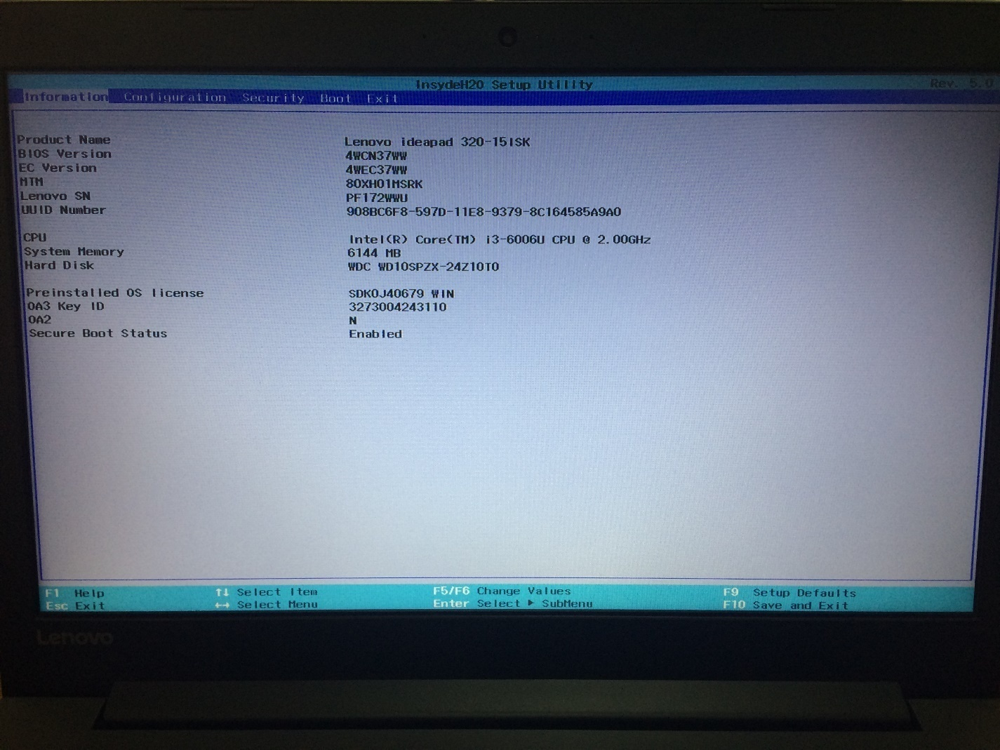 InsydeH20 Setup Utility Rev. 5.0
Information Configuration Security Boot Exit
Product Name Lenovo ideapad 320-15ISK
BIOS Version 4WCN37WW
EC Version 4WEC37WW
MTM 80XH01MSRK
Lenovo SN PF172WWU
UUID Number 908BC6F8-597D-11E8-9379-8C164585A9A0
CPU Intel(R) Core(TM) i3-6006U CPU @ 2.00GHz
System Memory 6144 MB
Hard Disk WDC WD10SPZX-24Z10T0
Preinstalled OS license SDK0J40679 WIN
OA3 Key ID 3273004243110
OA2 N
Secure Boot Status Enabled
F1 Help ↑↓ Select Item F5/F6 Change Values F9 Setup Defaults
Esc Exit ↔ Select Menu Enter Select ▶ SubMenu F10 Save and Exit
Lenovo